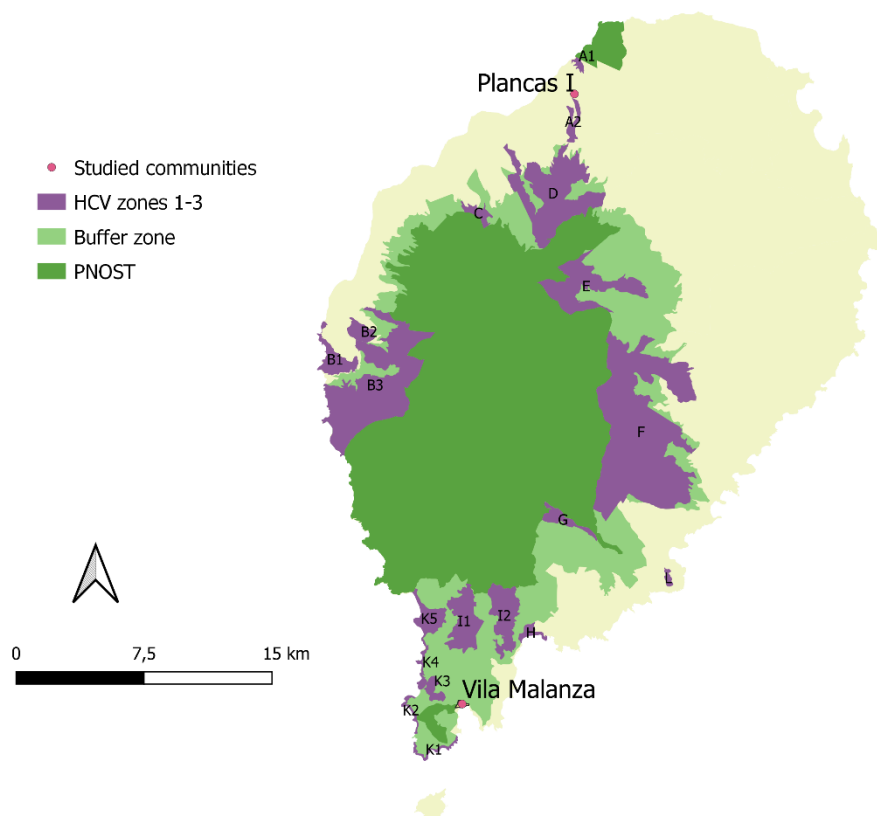 A1
Plancas I
A2
Studied communities
HCV zones 1-3
D
C
Buffer zone
PNOST
E
B2
B1
B3
F
G
L
K5
I1
I2
H
0
7,5
15 km
K4
K3
Vila Malanza
K2
K1